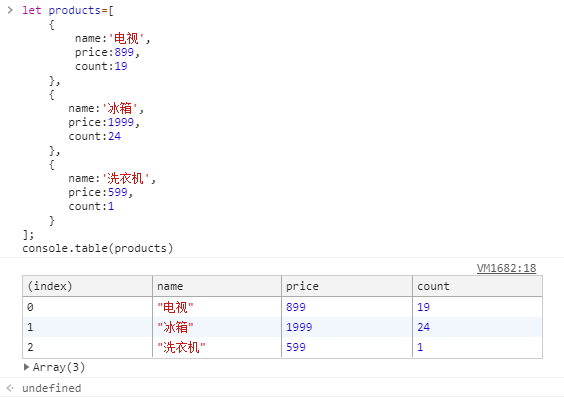 let products=[
{
name:'电视',
price:899,
count:19
},
{
name:'冰箱',
price:1999,
count:24
},
{
name:'洗衣机',
price:599,
count:1
}
];
console.table(products)
VM1682:18
(index) name price count
0 "电视" 899 19
1 "冰箱" 1999 24
2 "洗衣机" 599 1
Array(3)
undefined